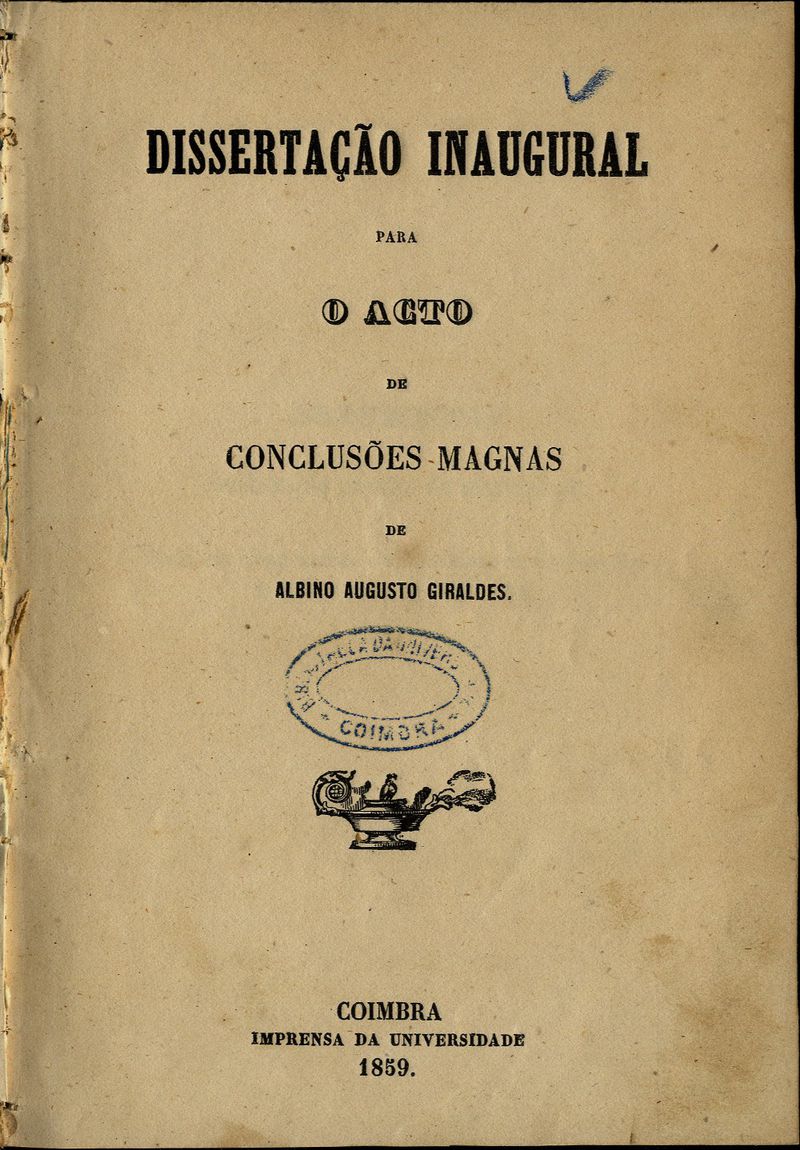 DISSERTAÇÃO INAUGURAL
PARA
O ACTO
DE
CONCLUSÕES MAGNAS
DE
ALBINO AUGUSTO GIRALDES.
COIMBRA
COIMBRA
IMPRENSA DA UNIVERSIDADE
1859.